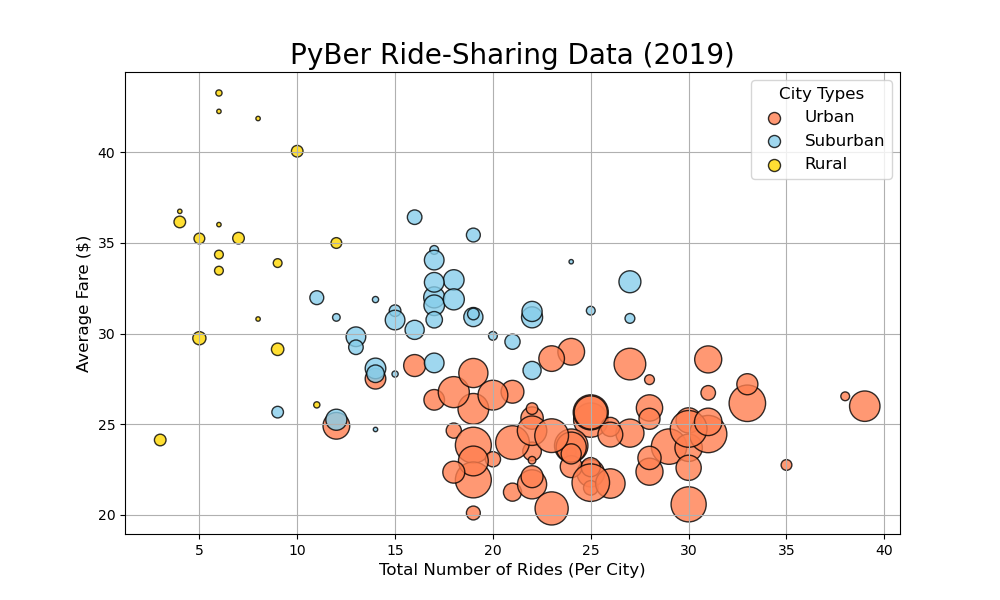 PyBer Ride-Sharing Data (2019)
City Types
Urban
Suburban
Rural
Average Fare ($)
40
35
30
25
20
5 10 15 20 25 30 35 40
Total Number of Rides (Per City)